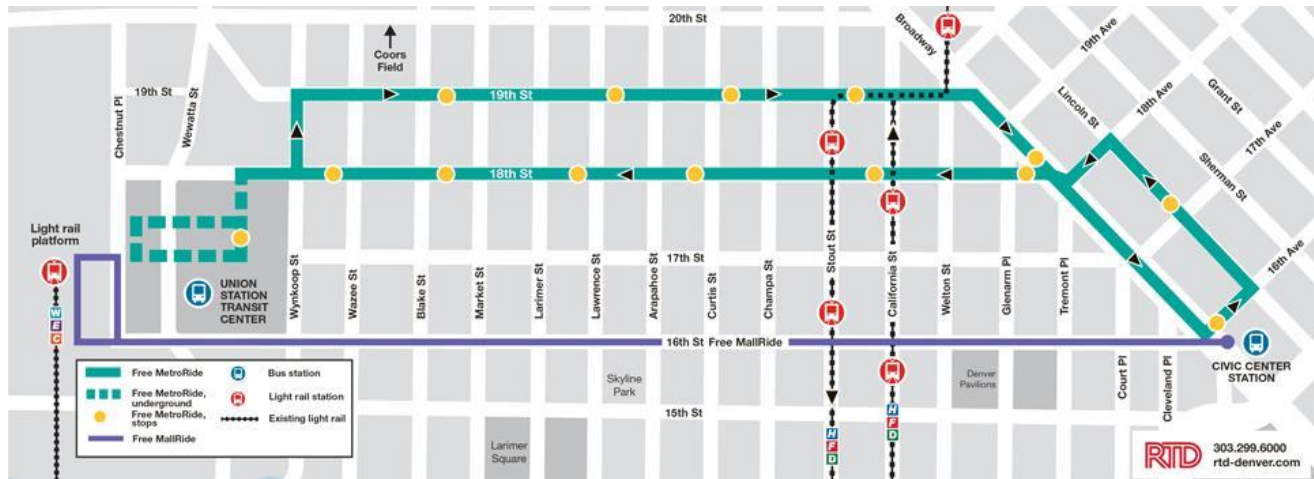 20th St
Broadway
19th Ave
Coors
Field
19th St
Chestnut Pl
Wewatta St
19th St
Lincoln St
18th Ave
Grant St
17th Ave
18th St
Sherman St
16th Ave
Light rail
platform
UNION
STATION
TRANSIT
CENTER
Wynkoop St
Wazee St
Blake St
Market St
Larimer St
Lawrence St
Arapahoe St
17th St
Curtis St
Champa St
Stout St
California St
Welton St
Glenarm Pl
Tremont Pl
W
E
C
16th St Free MallRide
Court Pl
Cleveland Pl
CIVIC CENTER
STATION
Free MetroRide
Free MetroRide,
underground
Free MetroRide,
stops
Free MallRide
Bus station
Light rail station
Existing light rail
Skyline
Park
Denver
Pavilions
15th St
Larimer
Square
H
F
D
H
F
D
RTD
303.299.6000
rtd-denver.com